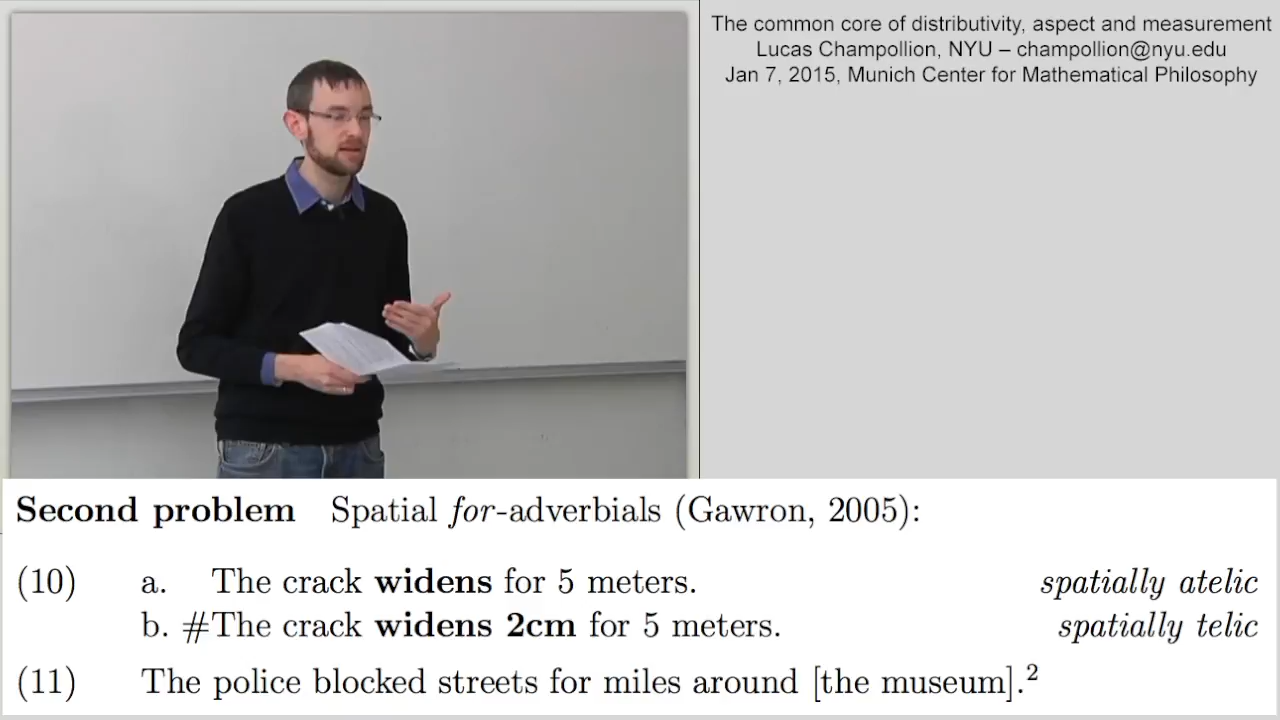 The common core of distributivity, aspect and measurement
Lucas Champollion, NYU – champollion@nyu.edu
Jan 7, 2015, Munich Center for Mathematical Philosophy
Second problem Spatial for-adverbials (Gawron, 2005):
(10) a. The crack widens for 5 meters. spatially atelic
b. #The crack widens 2cm for 5 meters. spatially telic
(11) The police blocked streets for miles around [the museum].²